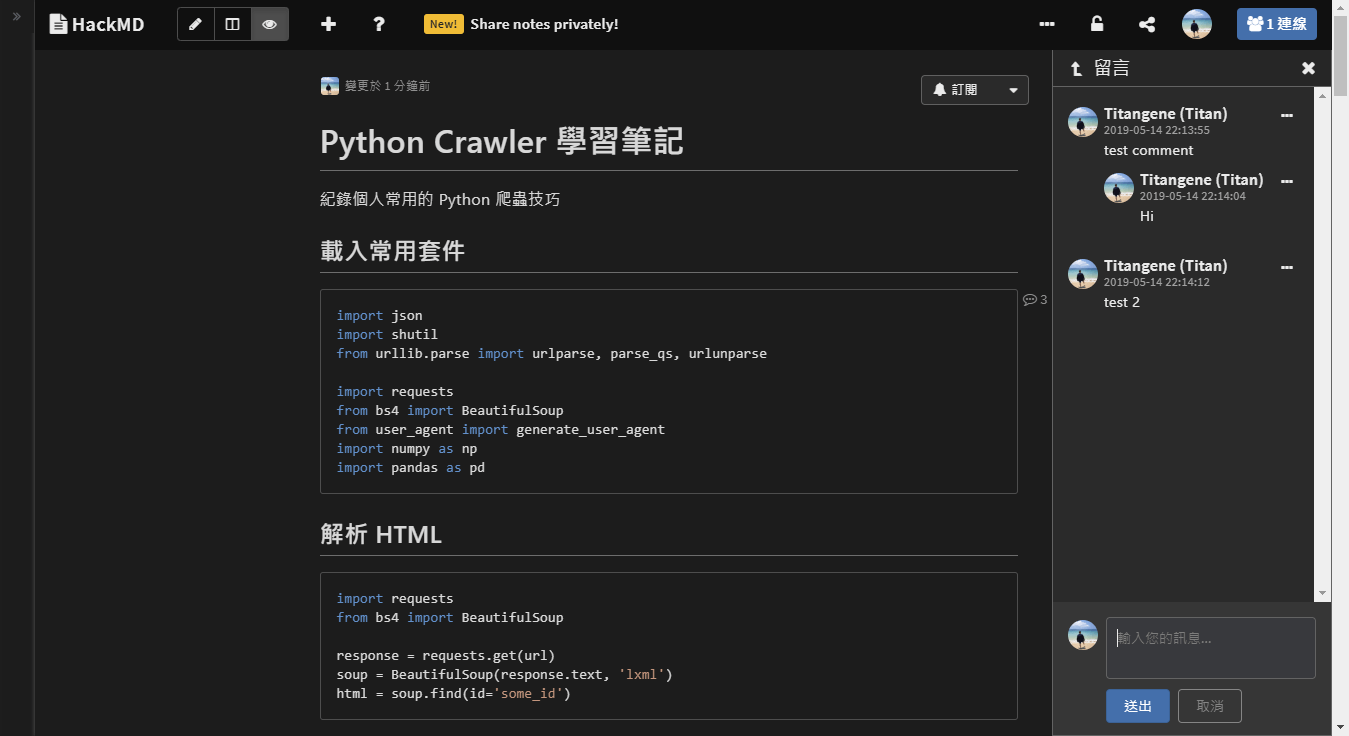 HackMD
New! Share notes privately!
1 連線
變更於 1 分鐘前
訂閱
Python Crawler 學習筆記
紀錄個人常用的 Python 爬蟲技巧
載入常用套件
import json
import shutil
from urllib.parse import urlparse, parse_qs, urlunparse
import requests
from bs4 import BeautifulSoup
from user_agent import generate_user_agent
import numpy as np
import pandas as pd
3
解析 HTML
import requests
from bs4 import BeautifulSoup
response = requests.get(url)
soup = BeautifulSoup(response.text, 'lxml')
html = soup.find(id='some_id')
留言
Titangene (Titan)
2019-05-14 22:13:55
test comment
Titangene (Titan)
2019-05-14 22:14:04
Hi
Titangene (Titan)
2019-05-14 22:14:12
test 2
輸入您的訊息...
送出
取消